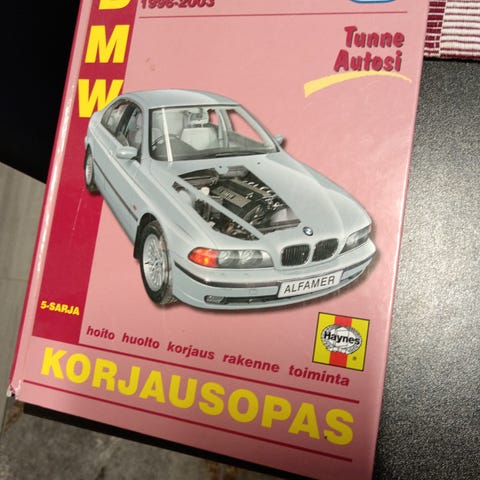 1996-2003
BMW
Tunne
Autosi
ALFAMER
5-SARJA
Haynes
hoito huolto korjaus rakenne toiminta
KORJAUSOPAS